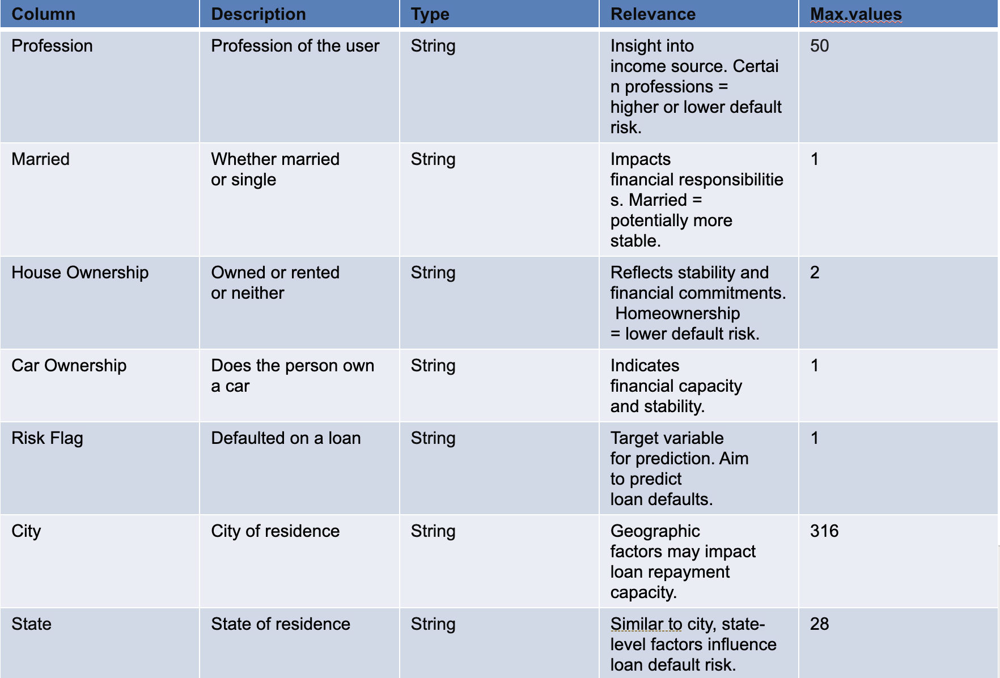 Column Description Type Relevance Max.values
Profession Profession of the user String Insight into 50
income source. Certai
n professions =
higher or lower default
risk.
Married Whether married String Impacts 1
or single financial responsibilitie
s. Married =
potentially more
stable.
House Ownership Owned or rented String Reflects stability and 2
or neither financial commitments.
Homeownership
= lower default risk.
Car Ownership Does the person own String Indicates 1
a car financial capacity
and stability.
Risk Flag Defaulted on a loan String Target variable 1
for prediction. Aim
to predict
loan defaults.
City City of residence String Geographic 316
factors may impact
loan repayment
capacity.
State State of residence String Similar to city, state- 28
level factors influence
loan default risk.